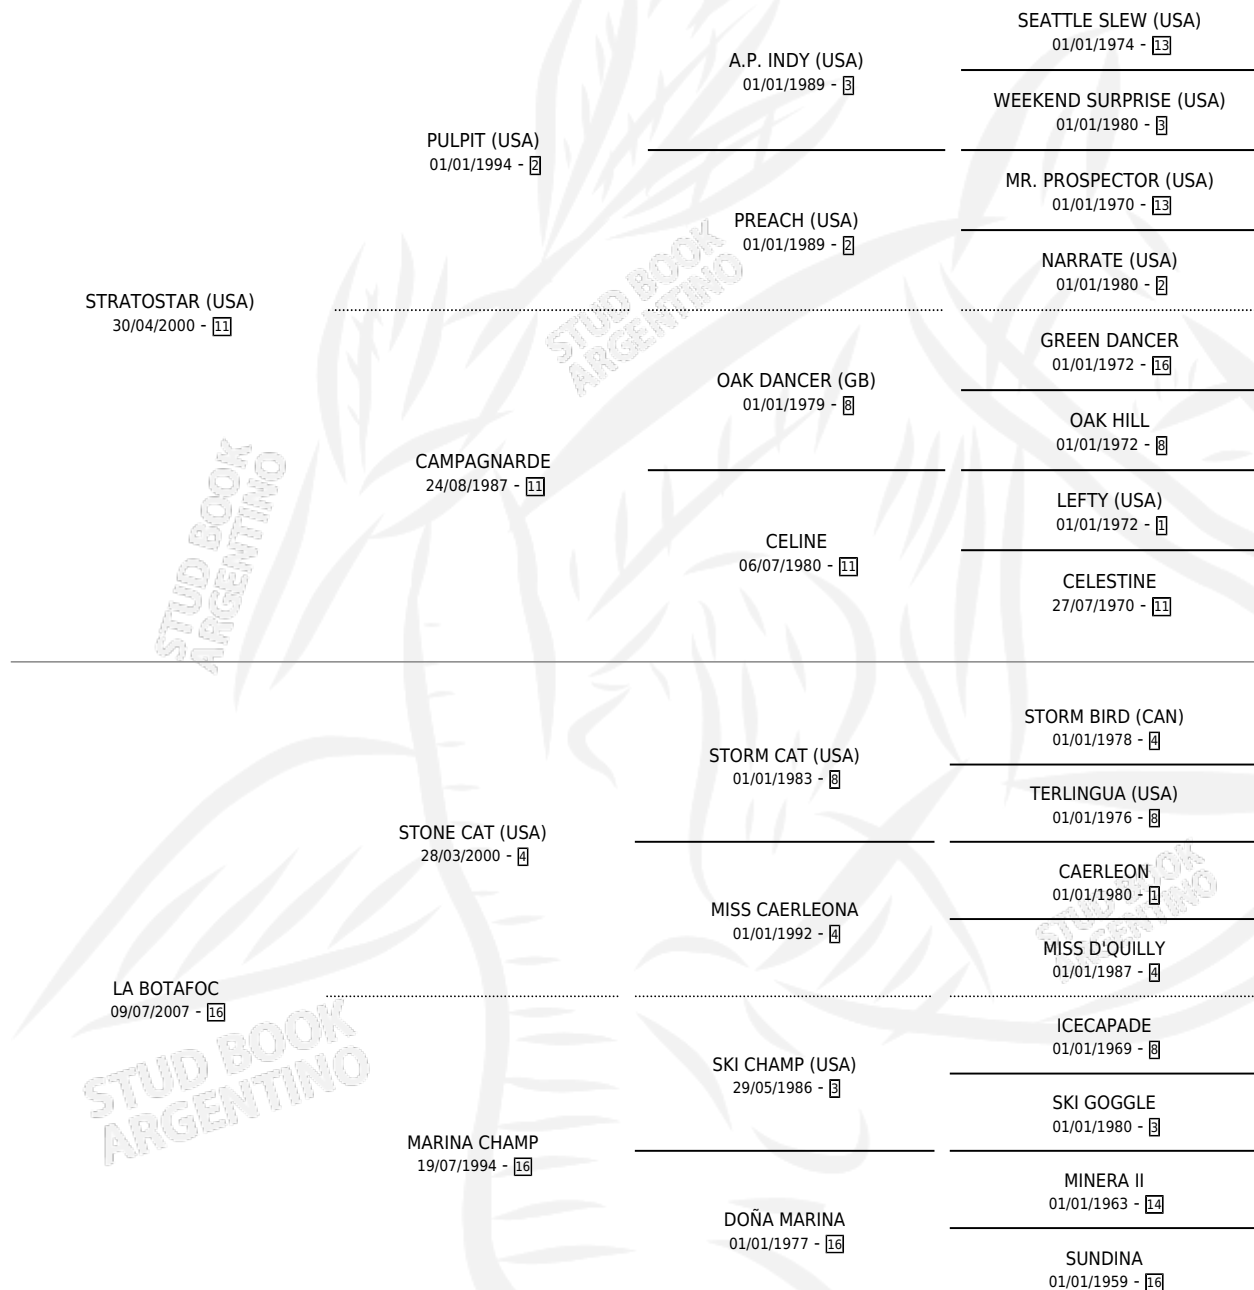 SEATTLE SLEW (USA)
01/01/1974 - 13
A.P. INDY (USA)
01/01/1989 - 3
WEEKEND SURPRISE (USA)
01/01/1980 - 3
PULPIT (USA)
01/01/1994 - 2
MR. PROSPECTOR (USA)
01/01/1970 - 13
PREACH (USA)
01/01/1989 - 2
NARRATE (USA)
01/01/1980 - 2
STRATOSTAR (USA)
30/04/2000 - 11
GREEN DANCER
01/01/1972 - 16
OAK DANCER (GB)
01/01/1979 - 8
OAK HILL
01/01/1972 - 8
CAMPAGNARDE
24/08/1987 - 11
LEFTY (USA)
01/01/1972 - 1
CELINE
06/07/1980 - 11
CELESTINE
27/07/1970 - 11
STORM BIRD (CAN)
01/01/1978 - 4
STORM CAT (USA)
01/01/1983 - 8
TERLINGUA (USA)
01/01/1976 - 8
STONE CAT (USA)
28/03/2000 - 4
CAERLEON
01/01/1980 - 1
MISS CAERLEONA
01/01/1992 - 4
MISS D'QUILLY
01/01/1987 - 4
LA BOTAFOC
09/07/2007 - 16
ICECAPADE
01/01/1969 - 8
SKI CHAMP (USA)
29/05/1986 - 3
SKI GOGGLE
01/01/1980 - 3
MARINA CHAMP
19/07/1994 - 16
MINERA II
01/01/1963 - 14
DOÑA MARINA
01/01/1977 - 16
SUNDINA
01/01/1959 - 16
STUD BOOK
ARGENTINO
STUD BOOK
ARGENTINO
STUD BOOK
ARGENTINO
STUD BOOK
ARGENTINO